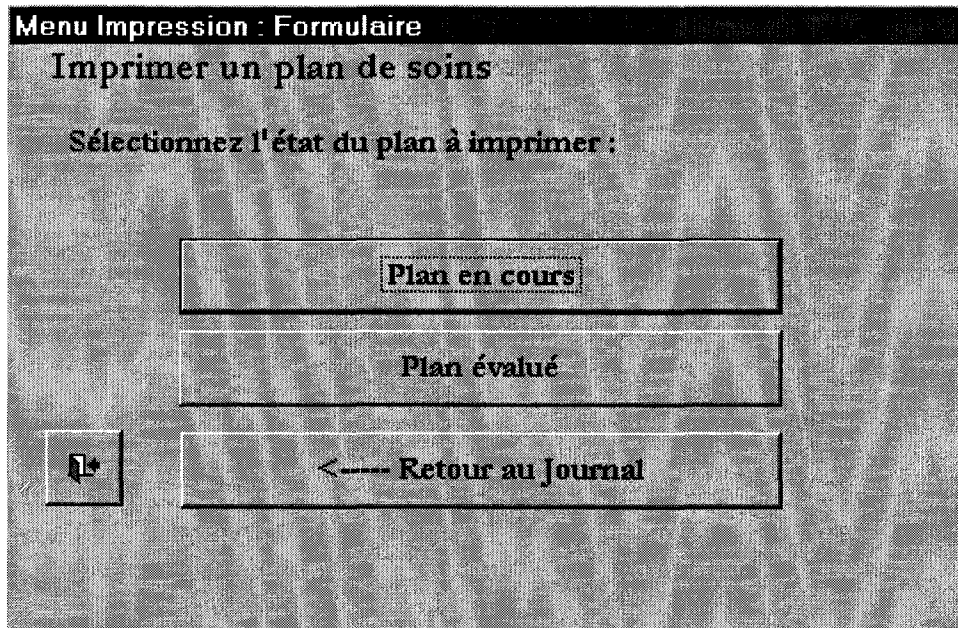 Menu Impression : Formulaire
Imprimer un plan de soins
Sélectionnez l'état du plan à imprimer :
Plan en cours
Plan évalué
<----- Retour au Journal